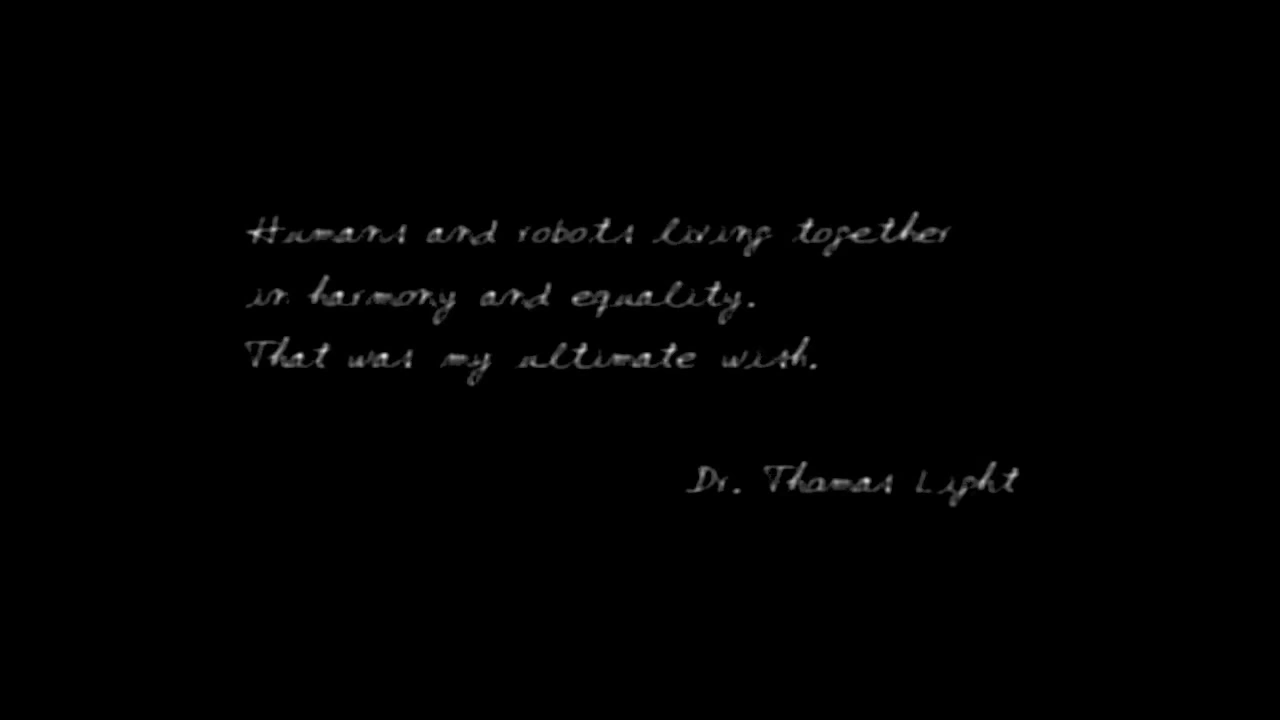 Humans and robots living together
in harmony and equality.
That was my ultimate wish.
Dr. Thomas Light